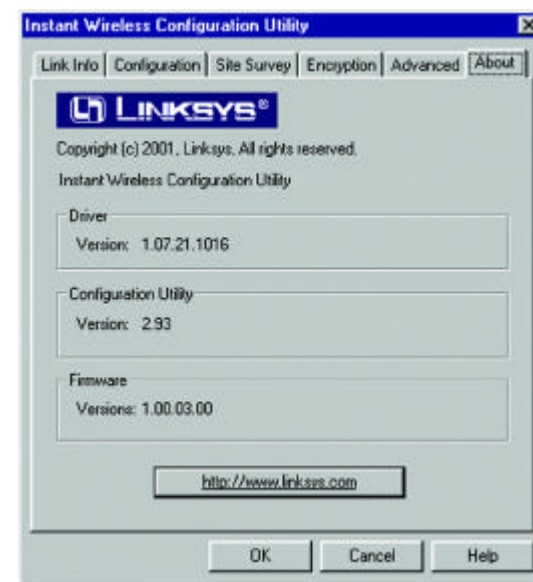 Instant Wireless Configuration Utility
Link Info Configuration Site Survey Encryption Advanced About
LINKSYS®
Copyright (c) 2001, Linksys, All rights reserved.
Instant Wireless Configuration Utility
Driver
Version: 1.07.21.1016
Configuration Utility
Version: 2.93
Firmware
Versions: 1.00.03.00
http://www.linksys.com
OK Cancel Help